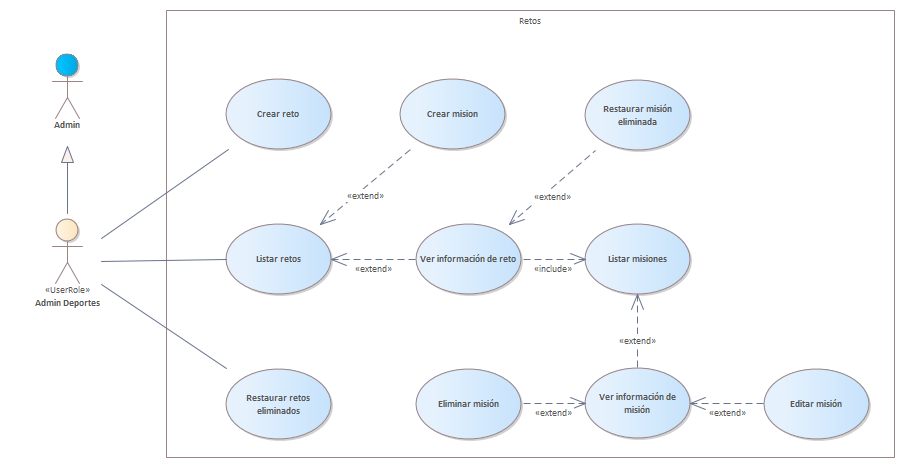 Retos
Admin
«UserRole»
Admin Deportes
Crear reto
Crear mision
Restaurar misión
eliminada
«extend»
«extend»
Listar retos
«extend»
Ver información de reto
«include»
Listar misiones
«extend»
Restaurar retos
eliminados
Eliminar misión
«extend»
Ver información de
misión
«extend»
Editar misión